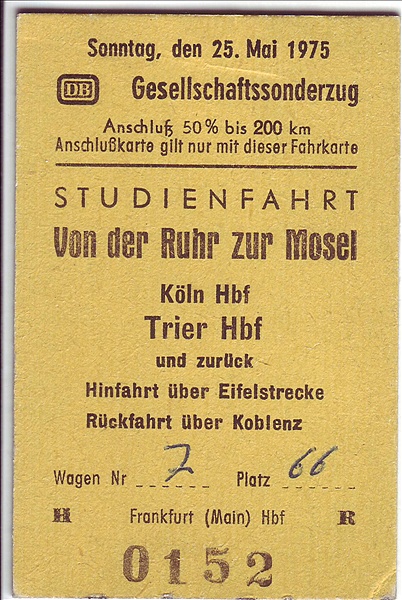 Sonntag, den 25. Mai 1975
DB Gesellschaftssonderzug
Anschluß 50% bis 200 km
Anschlußkarte gilt nur mit dieser Fahrkarte
STUDIENFAHRT
Von der Ruhr zur Mosel
Köln Hbf
Trier Hbf
und zurück
Hinfahrt über Eifelstrecke
Rückfahrt über Koblenz
Wagen Nr 7 Platz 66
H Frankfurt (Main) Hbf R
0152